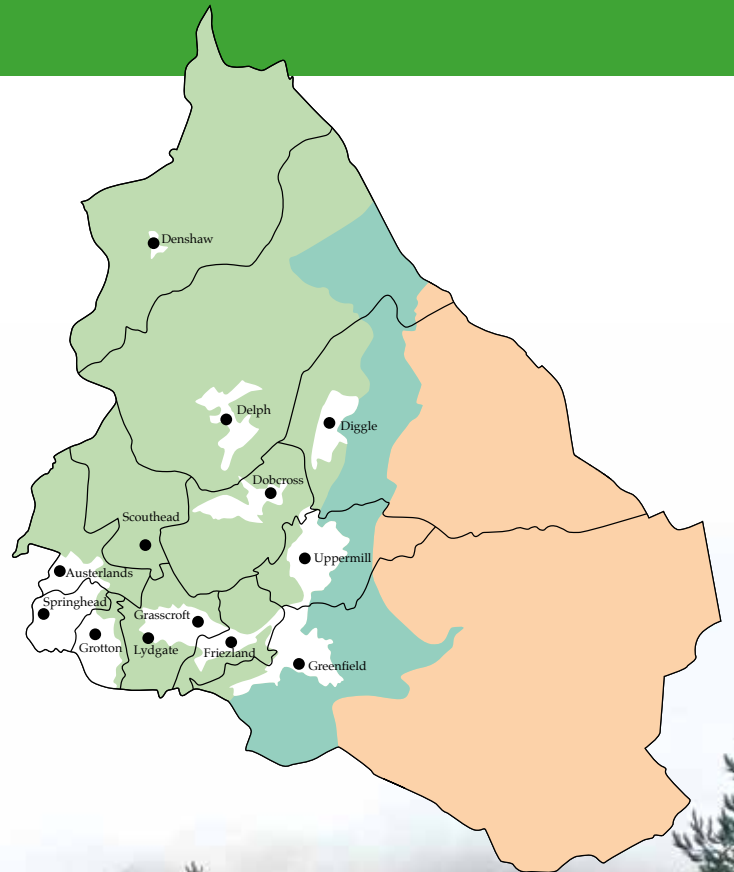 Denshaw
Delph
Diggle
Dobcross
Scouthead
Uppermill
Austerlands
Springhead
Grasscroft
Grotton
Lydgate
Friezland
Greenfield